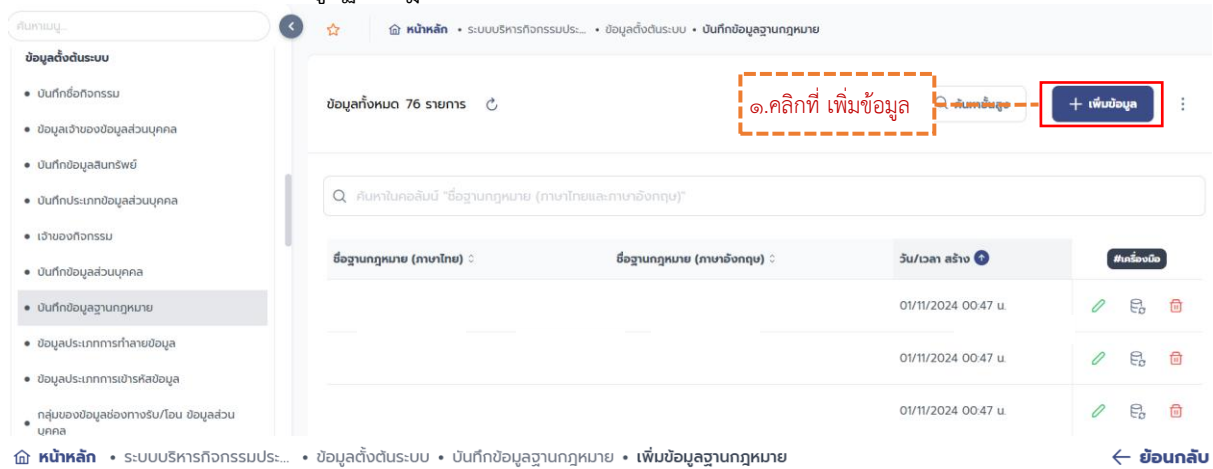 ค้นหาเมนู...
หน้าหลัก • ระบบบริหารกิจกรรมประ... • ข้อมูลตั้งต้นระบบ • บันทึกข้อมูลฐานกฎหมาย
ข้อมูลตั้งต้นระบบ
• บันทึกชื่อกิจกรรม
• ข้อมูลเจ้าของข้อมูลส่วนบุคคล
• บันทึกข้อมูลสินทรัพย์
• บันทึกประเภทข้อมูลส่วนบุคคล
• เจ้าของกิจกรรม
• บันทึกข้อมูลส่วนบุคคล
• บันทึกข้อมูลฐานกฎหมาย
• ข้อมูลประเภทการทำลายข้อมูล
• ข้อมูลประเภทการเข้ารหัสข้อมูล
• กลุ่มของข้อมูลช่องทางรับ/โอน ข้อมูลส่วน
บุคคล
ข้อมูลทั้งหมด 76 รายการ
๑.คลิกที่ เพิ่มข้อมูล
ค้นหาขั้นสูง
+ เพิ่มข้อมูล
ค้นหาในคอลัมน์ "ชื่อฐานกฎหมาย (ภาษาไทยและภาษาอังกฤษ)"
ชื่อฐานกฎหมาย (ภาษาไทย) ชื่อฐานกฎหมาย (ภาษาอังกฤษ) วัน/เวลา สร้าง #เครื่องมือ
01/11/2024 00:47 น.
01/11/2024 00:47 น.
01/11/2024 00:47 น.
หน้าหลัก • ระบบบริหารกิจกรรมประ... • ข้อมูลตั้งต้นระบบ • บันทึกข้อมูลฐานกฎหมาย • เพิ่มข้อมูลฐานกฎหมาย ← ย้อนกลับ